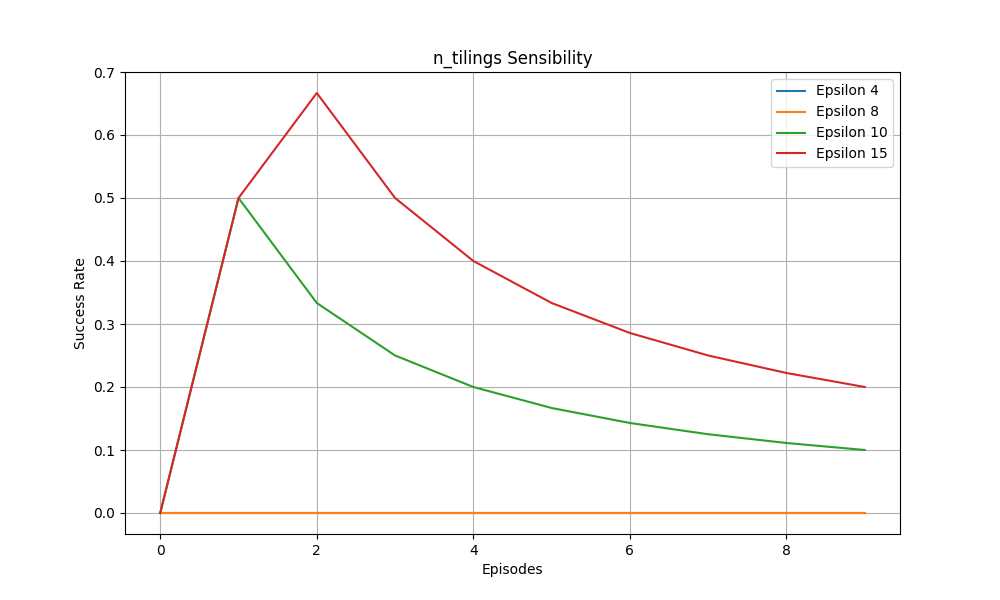 n_tilings Sensibility
Epsilon 4
Epsilon 8
Epsilon 10
Epsilon 15
Success Rate
0.7
0.6
0.5
0.4
0.3
0.2
0.1
0.0
0 2 4 6 8
Episodes